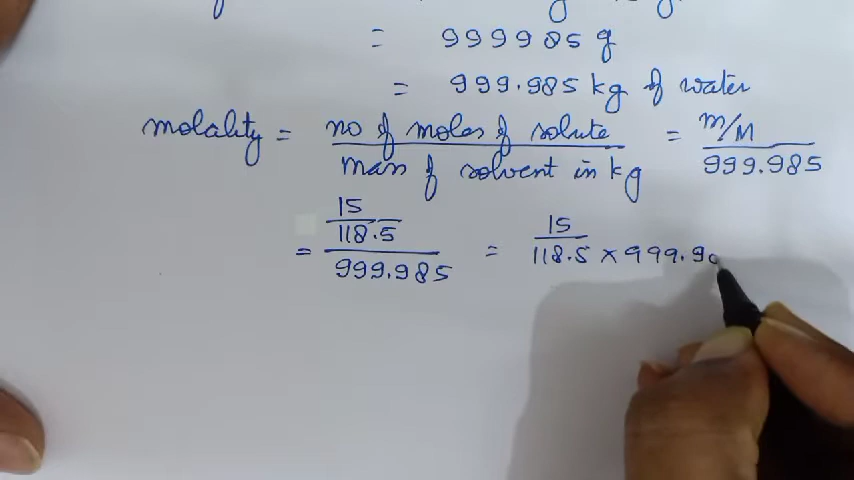 = 999985 g
= 999.985 kg of water
molality = no of moles of solute / mass of solvent in kg = m/M / 999.985
= 15 / 118.5 / 999.985 = 15 / 118.5 × 999.9